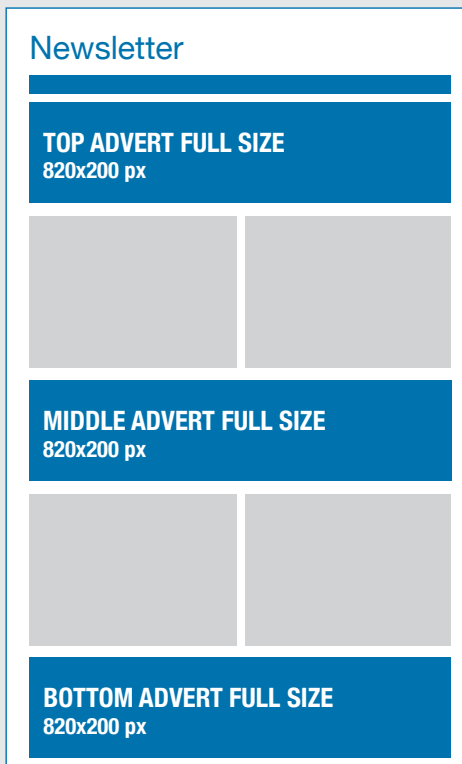 Newsletter
TOP ADVERT FULL SIZE
820x200 px
MIDDLE ADVERT FULL SIZE
820x200 px
BOTTOM ADVERT FULL SIZE
820x200 px